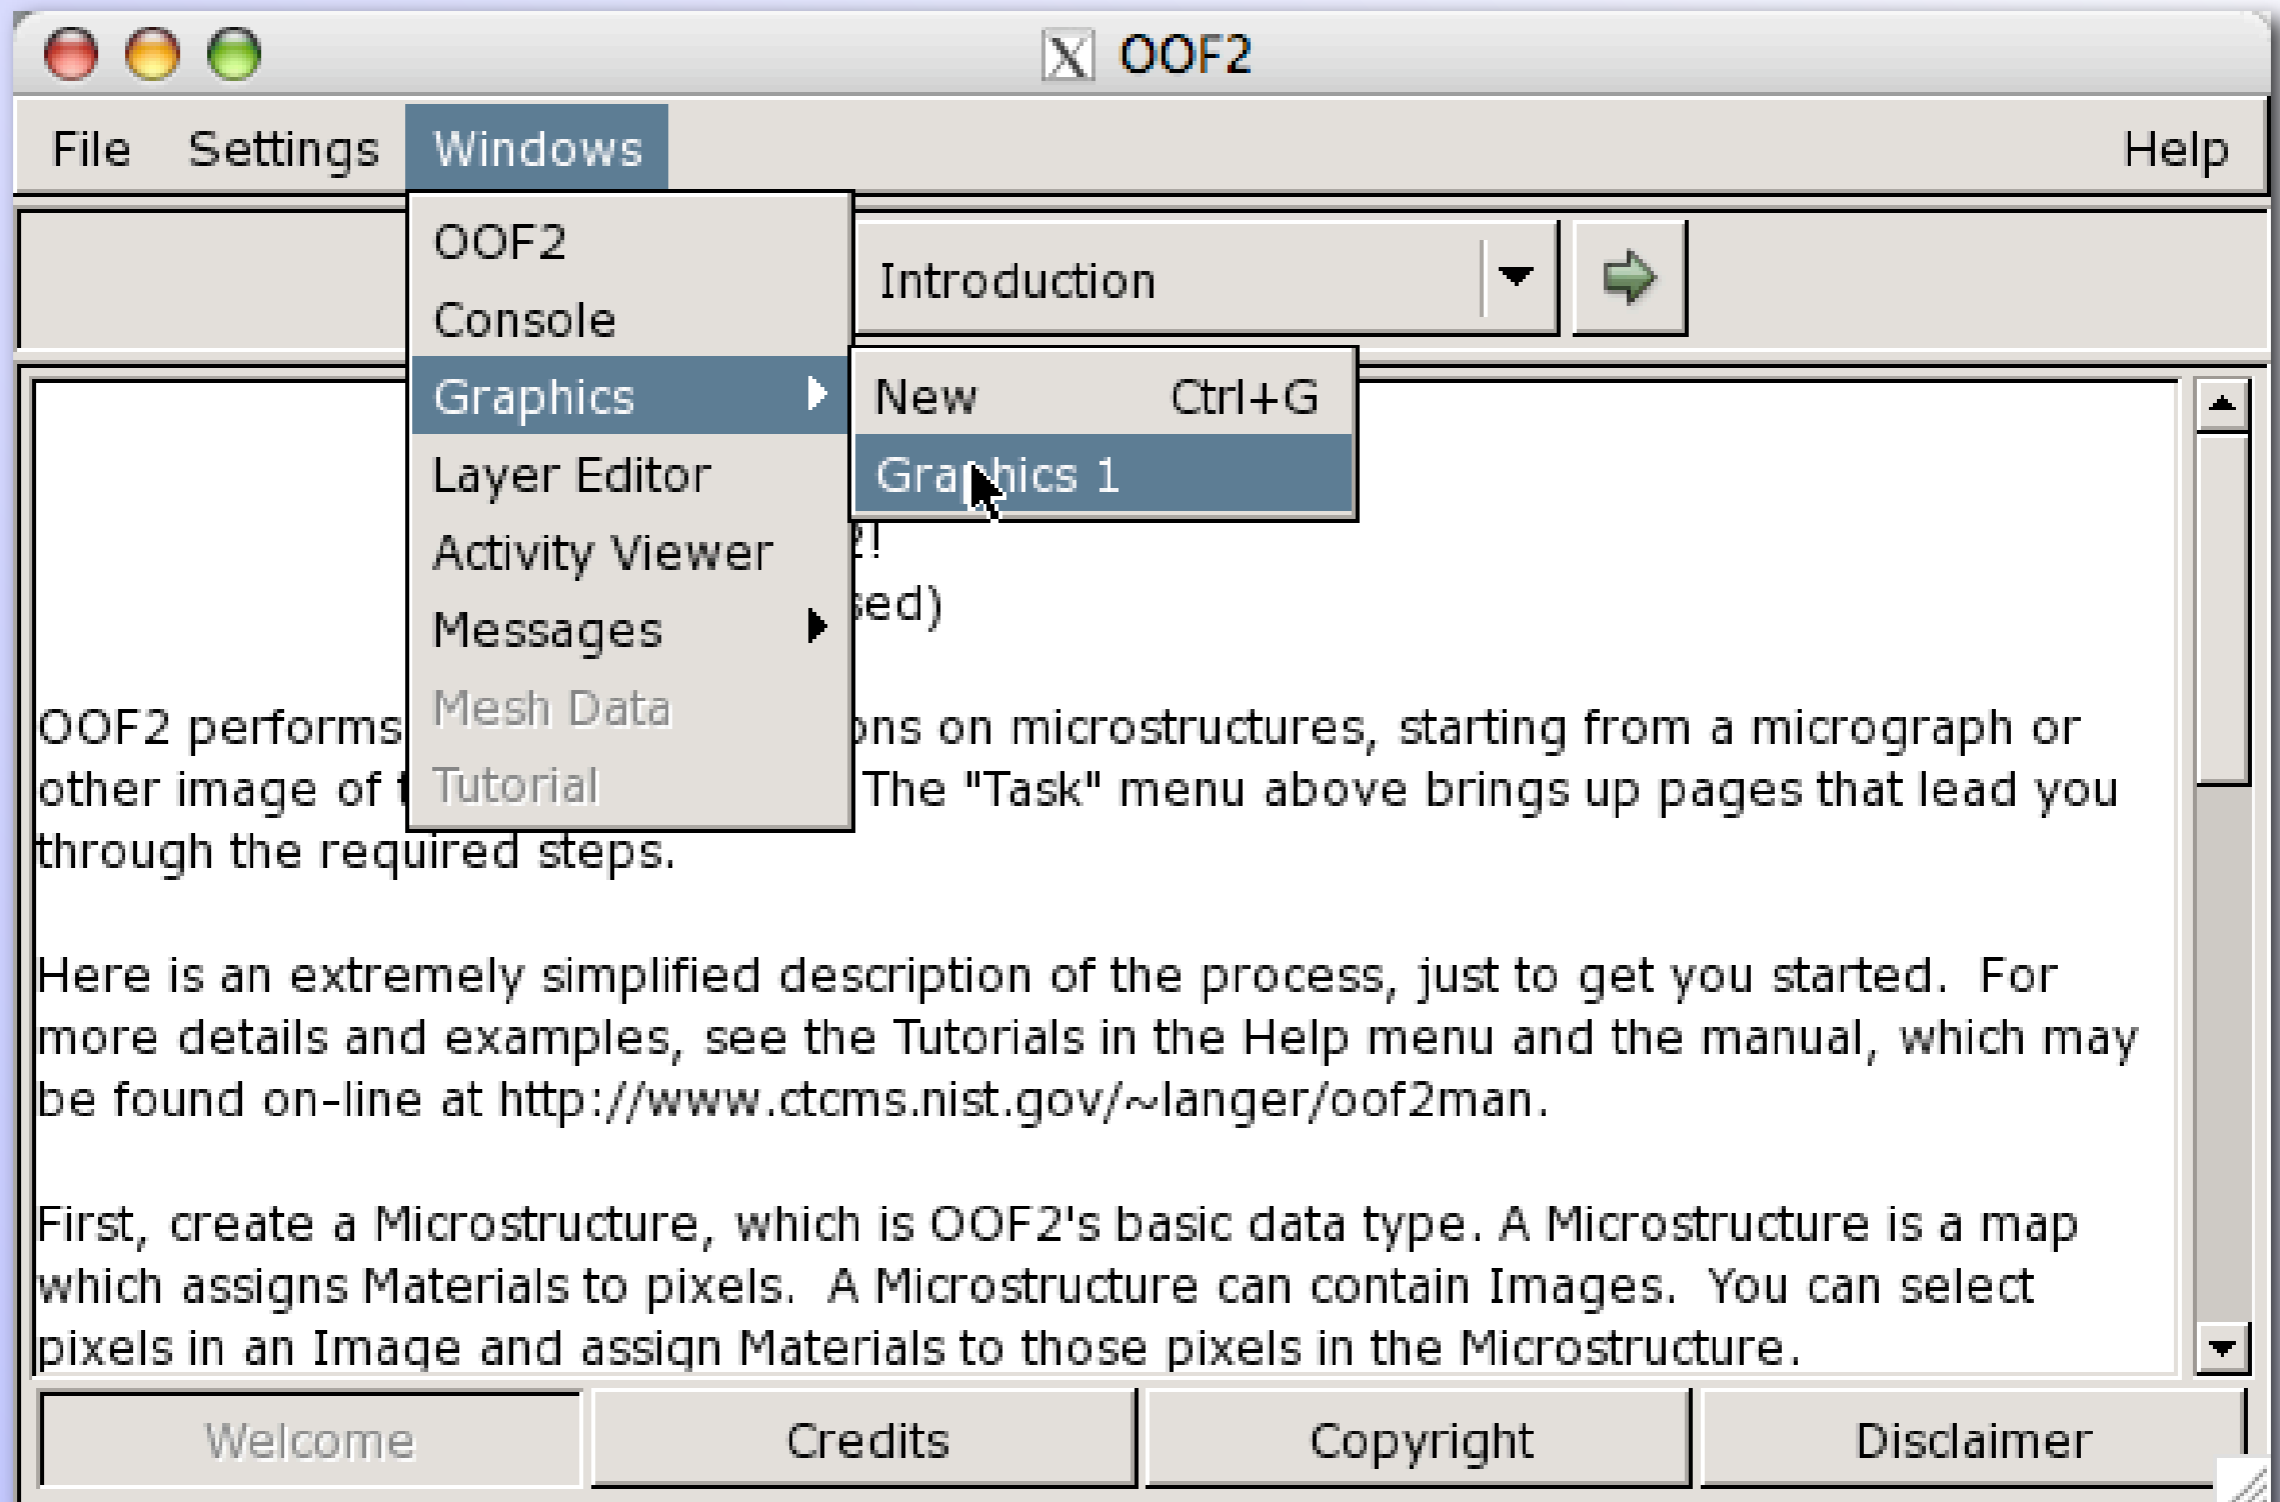 OOF2
File Settings Windows Help
OOF2
Introduction
Console
Graphics
New Ctrl+G
Layer Editor
Graphics 1
Activity Viewer
2!
sed)
Messages
Mesh Data
Tutorial
OOF2 performs ons on microstructures, starting from a micrograph or
other image of The "Task" menu above brings up pages that lead you
through the required steps.
Here is an extremely simplified description of the process, just to get you started. For
more details and examples, see the Tutorials in the Help menu and the manual, which may
be found on-line at http://www.ctcms.nist.gov/~langer/oof2man.
First, create a Microstructure, which is OOF2's basic data type. A Microstructure is a map
which assigns Materials to pixels. A Microstructure can contain Images. You can select
pixels in an Image and assign Materials to those pixels in the Microstructure.
Welcome Credits Copyright Disclaimer